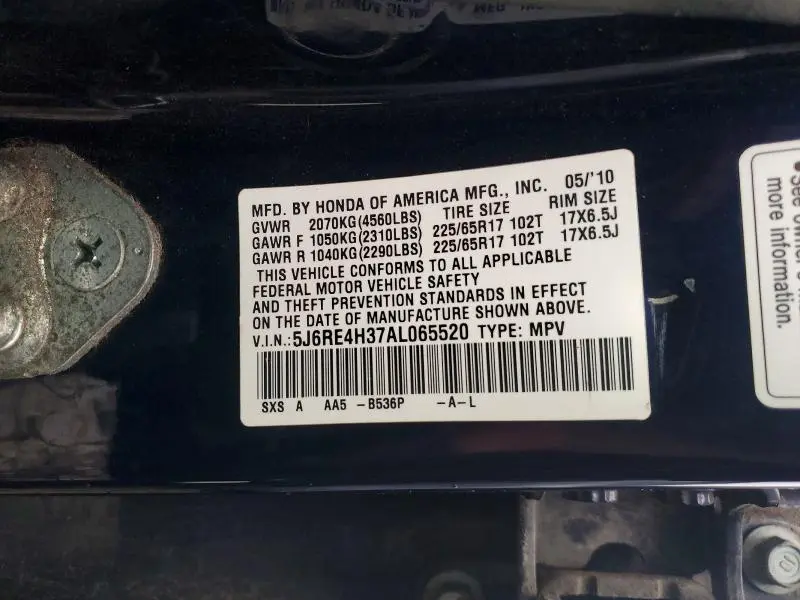 MFD. BY HONDA OF AMERICA MFG., INC. 05/'10
GVWR 2070KG(4560LBS) TIRE SIZE RIM SIZE
GAWR F 1050KG(2310LBS) 225/65R17 102T 17X6.5J
GAWR R 1040KG(2290LBS) 225/65R17 102T 17X6.5J
THIS VEHICLE CONFORMS TO ALL APPLICABLE
FEDERAL MOTOR VEHICLE SAFETY
AND THEFT PREVENTION STANDARDS IN EFFECT
ON THE DATE OF MANUFACTURE SHOWN ABOVE.
V.I.N.:5J6RE4H37AL065520 TYPE: MPV
SXS A AA5 -B536P -A-L
•See owner's
more information.